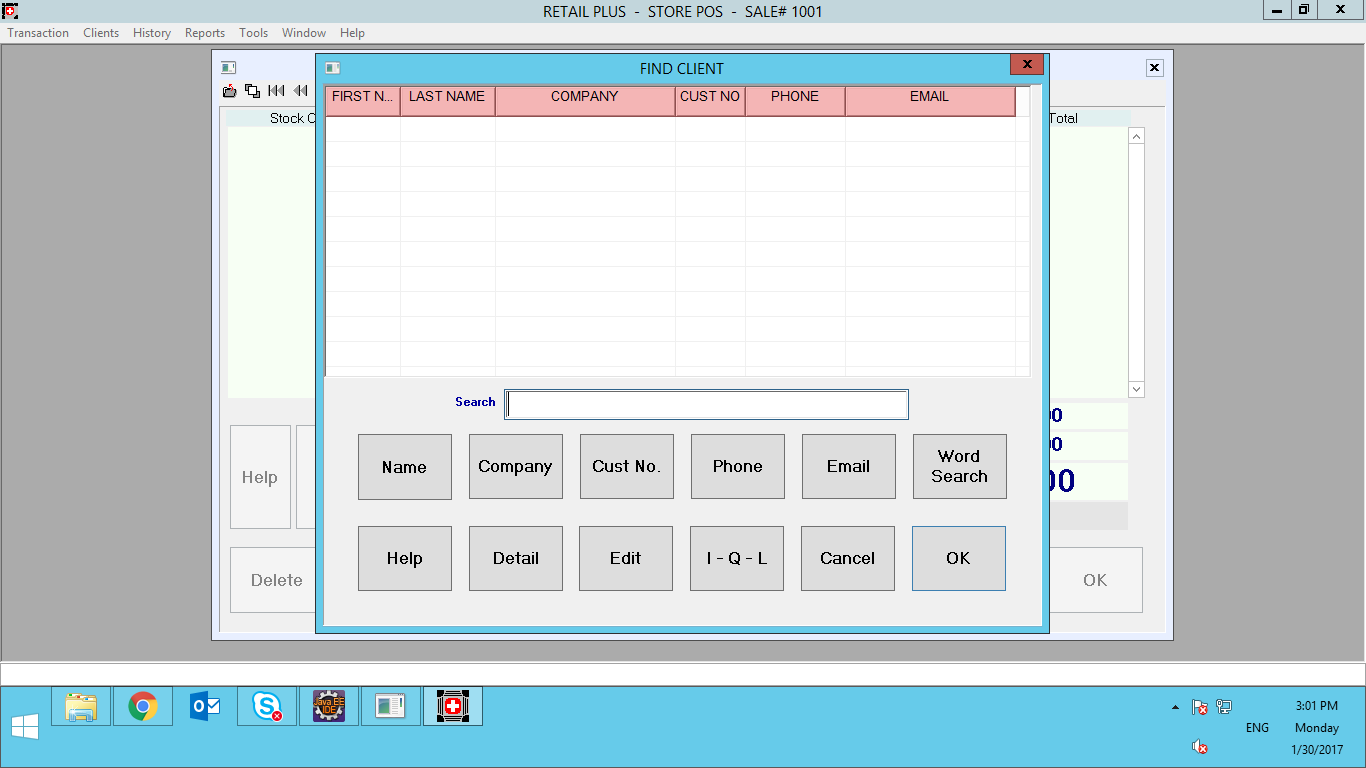 RETAIL PLUS - STORE POS - SALE# 1001
Transaction Clients History Reports Tools Window Help
FIND CLIENT
FIRST N... LAST NAME COMPANY CUST NO PHONE EMAIL
Stock C
Total
Search
00
00
00
Name Company Cust No. Phone Email Word Search
Help
Help Detail Edit I - Q - L Cancel OK
Delete
OK
Java EE
IDE
3:01 PM
ENG
Monday
1/30/2017